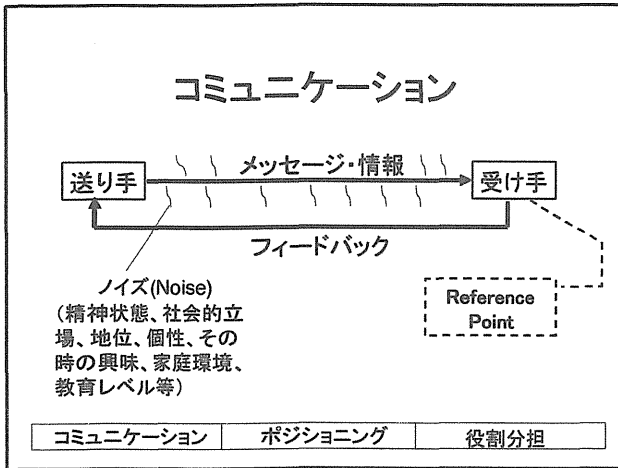 コミュニケーション
メッセージ・情報
送り手
受け手
フィードバック
ノイズ(Noise)
(精神状態、社会的立
場、地位、個性、その
時の興味、家庭環境、
教育レベル等)
Reference
Point
コミュニケーション
ポジショニング
役割分担